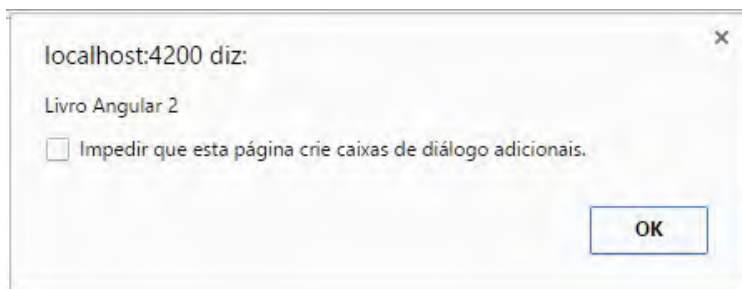 localhost:4200 diz:
Livro Angular 2
Impedir que esta página crie caixas de diálogo adicionais.
OK